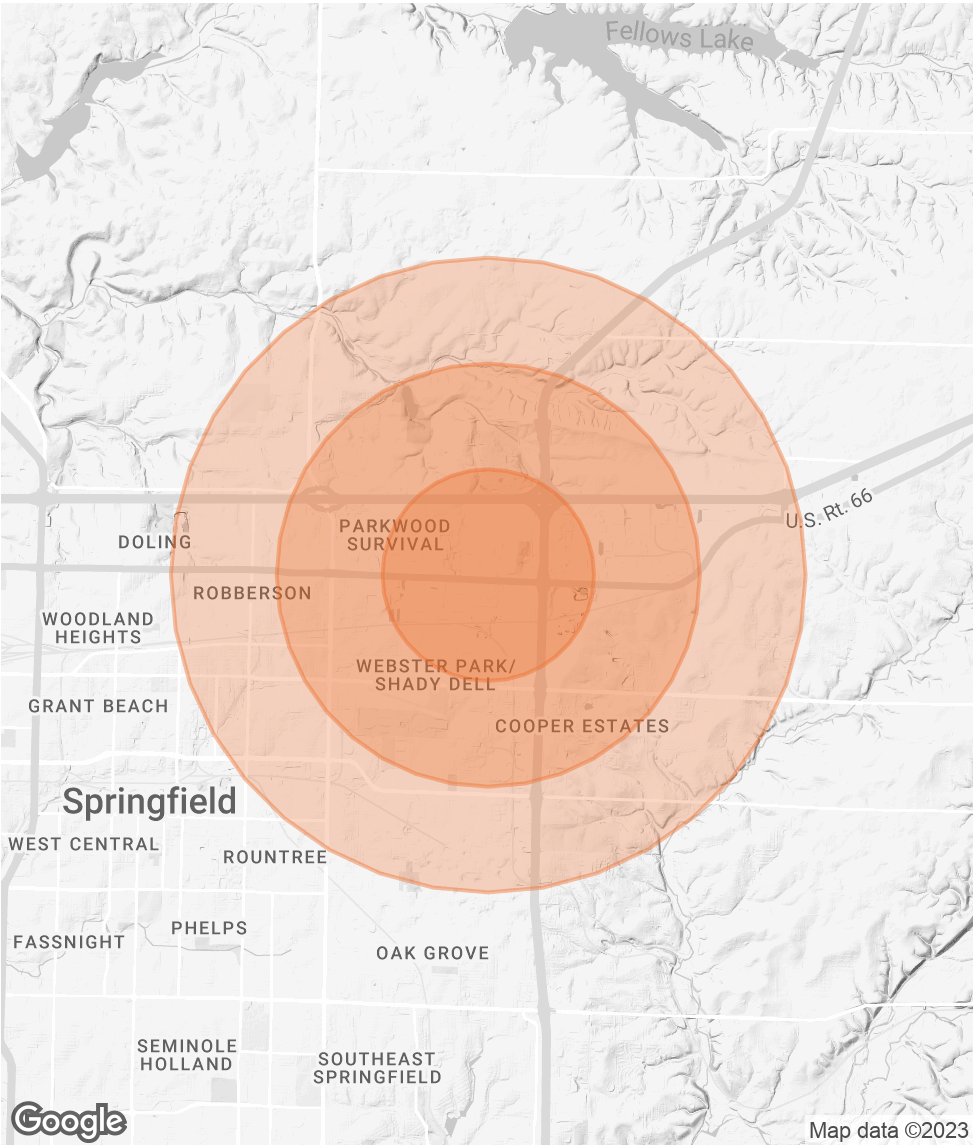 Fellows Lake
U.S. Rt. 66
PARKWOOD
SURVIVAL
DOLING
ROBBERSON
WOODLAND
HEIGHTS
WEBSTER PARK/
SHADY DELL
GRANT BEACH
COOPER ESTATES
Springfield
WEST CENTRAL
ROUNTREE
PHELPS
FASSNIGHT
OAK GROVE
SEMINOLE
HOLLAND
SOUTHEAST
SPRINGFIELD
Google
Map data ©2023